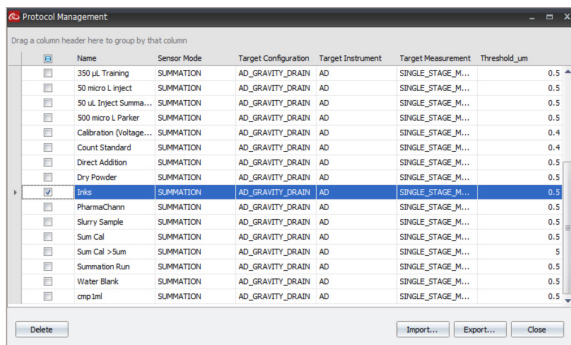 Protocol Management
Drag a column header here to group by that column
Name Sensor Mode Target Configuration Target Instrument Target Measurement Threshold_um
350 µL Training SUMMATION AD_GRAVITY_DRAIN AD SINGLE_STAGE_M... 0.5
50 micro L inject SUMMATION AD_GRAVITY_DRAIN AD SINGLE_STAGE_M... 0.5
50 uL Inject Summa... SUMMATION AD_GRAVITY_DRAIN AD SINGLE_STAGE_M... 0.5
500 micro L Parker SUMMATION AD_GRAVITY_DRAIN AD SINGLE_STAGE_M... 0.5
Calibration (Voltage... SUMMATION AD_GRAVITY_DRAIN AD SINGLE_STAGE_M... 0.4
Count Standard SUMMATION AD_GRAVITY_DRAIN AD SINGLE_STAGE_M... 0.4
Direct Addition SUMMATION AD_GRAVITY_DRAIN AD SINGLE_STAGE_M... 0.5
Dry Powder SUMMATION AD_GRAVITY_DRAIN AD SINGLE_STAGE_M... 0.5
Inks SUMMATION AD_GRAVITY_DRAIN AD SINGLE_STAGE_M... 0.5
PharmaChann SUMMATION AD_GRAVITY_DRAIN AD SINGLE_STAGE_M... 0.5
Slurry Sample SUMMATION AD_GRAVITY_DRAIN AD SINGLE_STAGE_M... 0.5
Sum Cal SUMMATION AD_GRAVITY_DRAIN AD SINGLE_STAGE_M... 0.5
Sum Cal >5um SUMMATION AD_GRAVITY_DRAIN AD SINGLE_STAGE_M... 5
Summation Run SUMMATION AD_GRAVITY_DRAIN AD SINGLE_STAGE_M... 0.5
Water Blank SUMMATION AD_GRAVITY_DRAIN AD SINGLE_STAGE_M... 0.5
cmp1ml SUMMATION AD_GRAVITY_DRAIN AD SINGLE_STAGE_M... 0.5
Delete Import... Export... Close